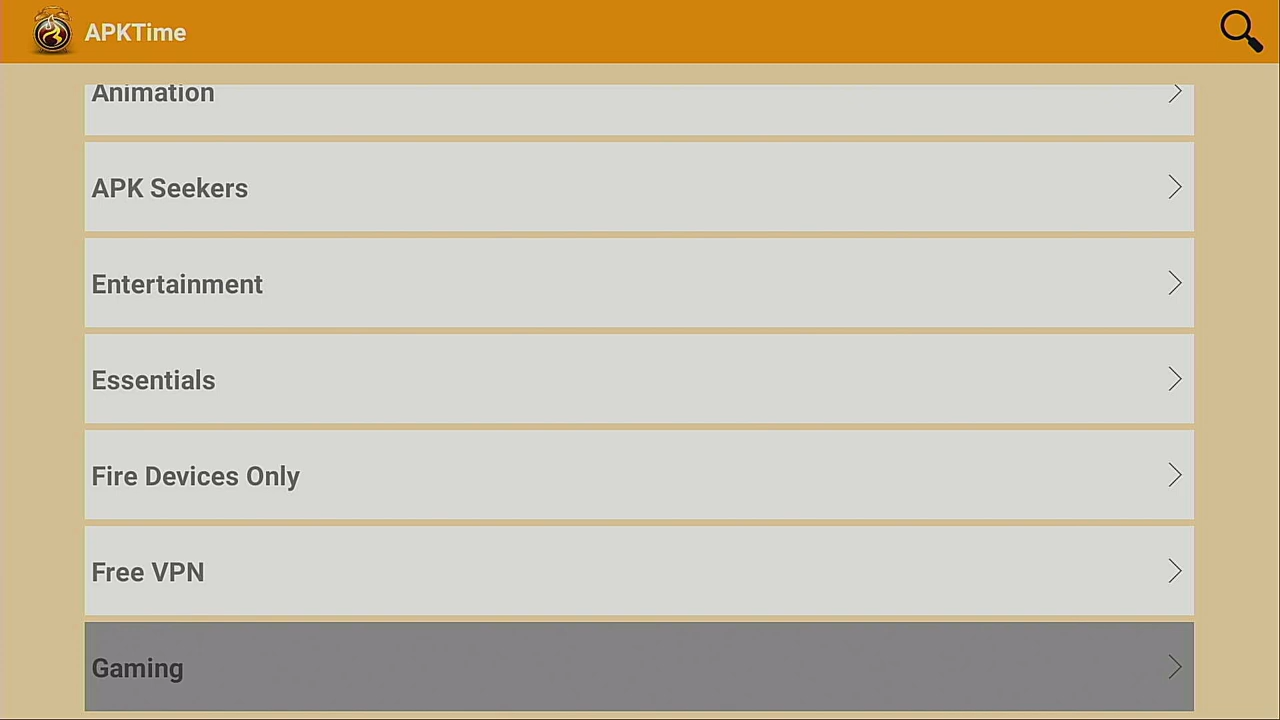 APKTime
Animation
APK Seekers
Entertainment
Essentials
Fire Devices Only
Free VPN
Gaming